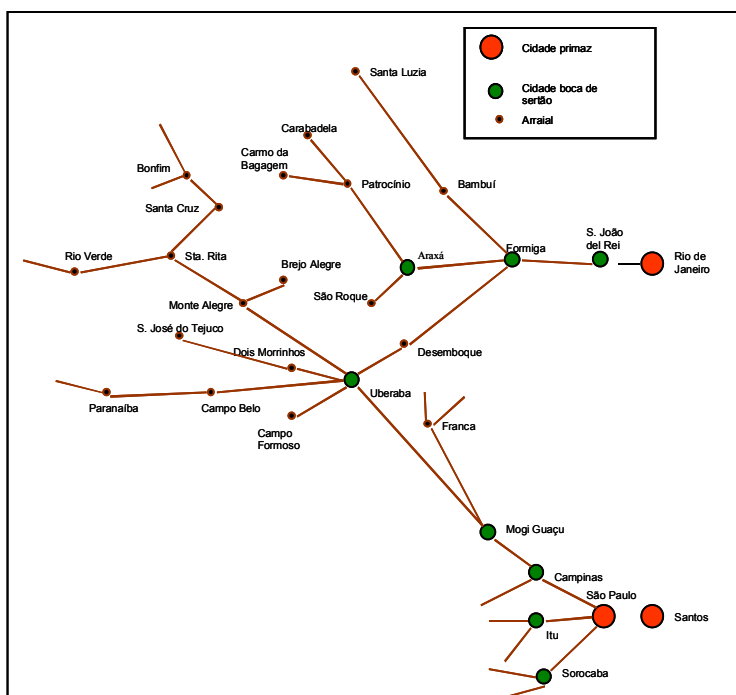 Cidade primaz
Cidade boca de
sertão
Arraial
Santa Luzia
Carabadela
Carmo da
Bagagem
Patrocínio
Bambuí
Bonfim
Santa Cruz
S. João
del Rei
Rio de
Janeiro
Formiga
Araxá
Rio Verde
Sta. Rita
Brejo Alegre
São Roque
Monte Alegre
S. José do Tejuco
Dois Morrinhos
Desemboque
Uberaba
Paranaíba
Campo Belo
Campo
Formoso
Franca
Mogi Guaçu
Campinas
São Paulo
Santos
Itu
Sorocaba